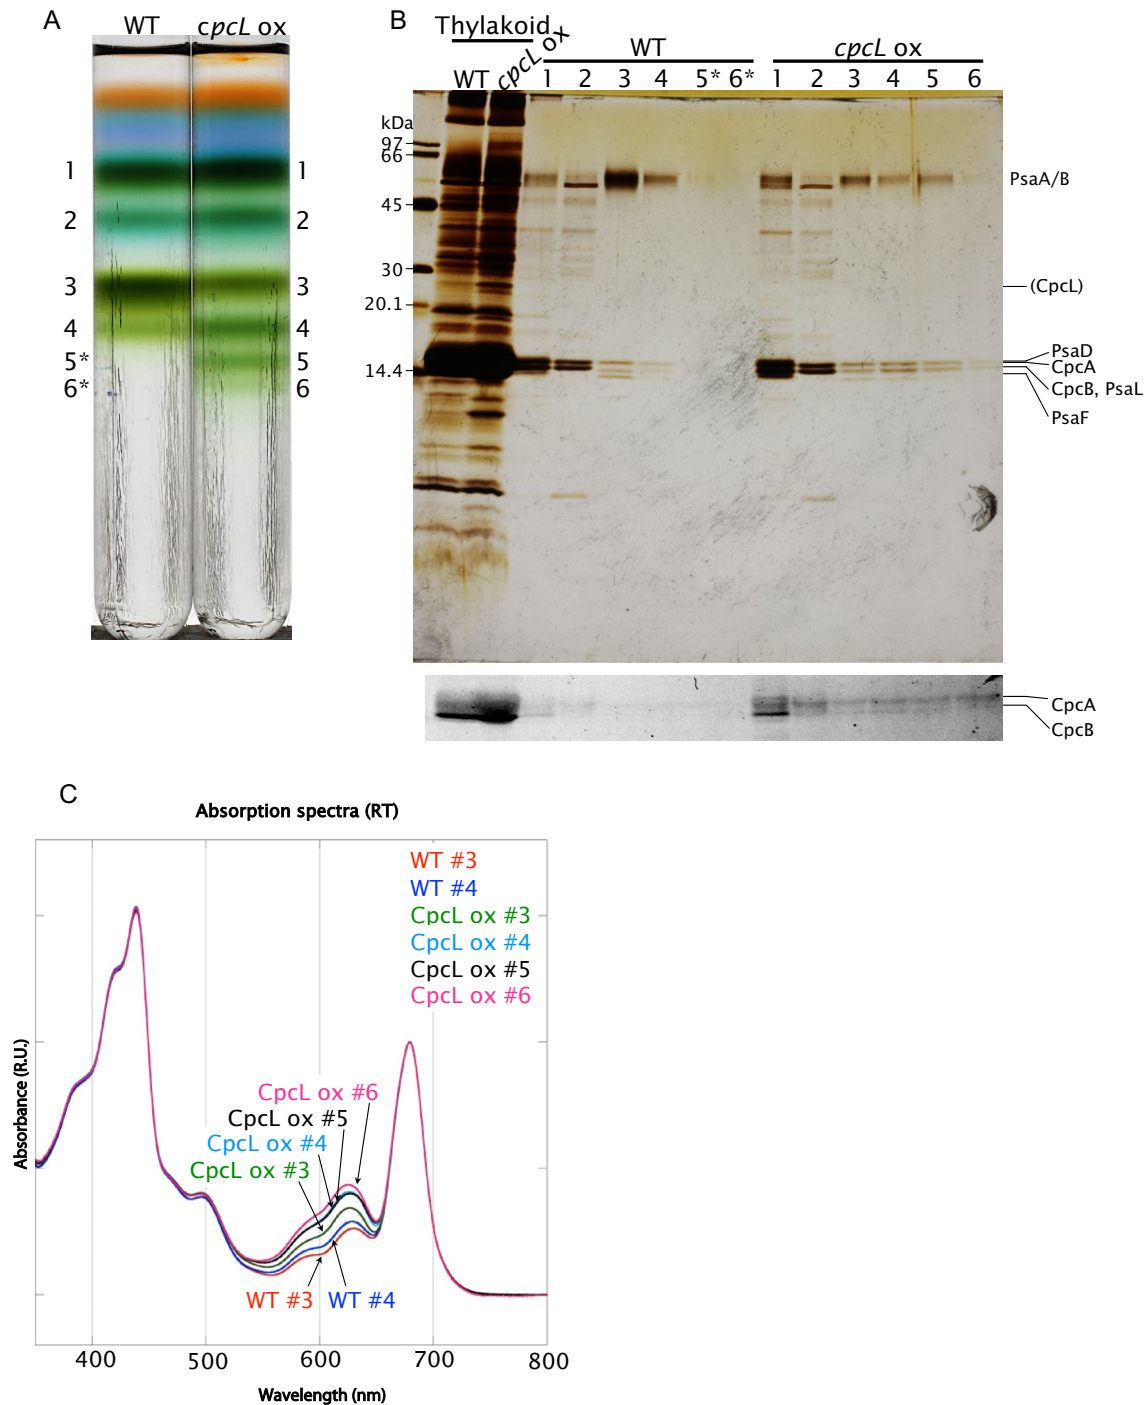 A
WT
cpcL ox
1
2
3
4
5*
6*
1
2
3
4
5
6
B
Thylakoid
WT
cpcL ox
WT
1 2 3 4 5* 6*
cpcL ox
1 2 3 4 5 6
kDa
97
66
45
30
20.1
14.4
PsaA/B
(CpcL)
PsaD
CpcA
CpcB, PsaL
PsaF
CpcA
CpcB
C
Absorption spectra (RT)
WT #3
WT #4
CpcL ox #3
CpcL ox #4
CpcL ox #5
CpcL ox #6
CpcL ox #6
CpcL ox #5
CpcL ox #4
CpcL ox #3
WT #3
WT #4
Absorbance (R.U.)
400 500 600 700 800
Wavelength (nm)